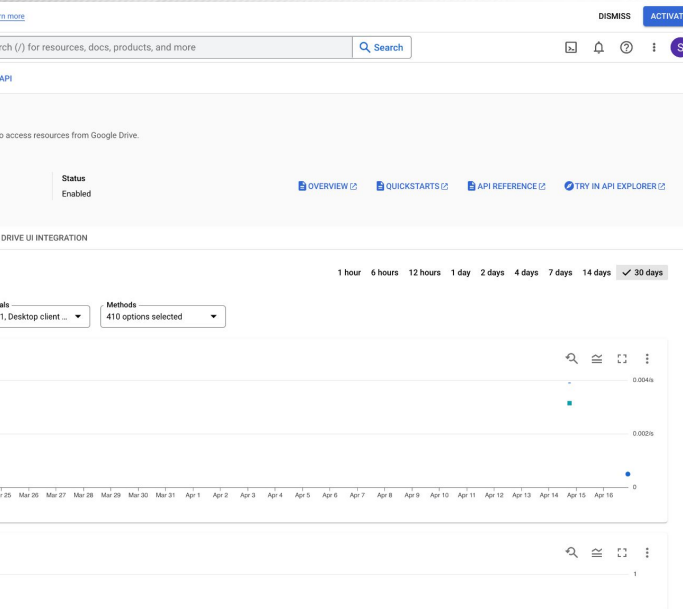 rn more
DISMISS
ACTIVAT
rch (/) for resources, docs, products, and more
Search
S
API
o access resources from Google Drive.
Status
Enabled
OVERVIEW
QUICKSTARTS
API REFERENCE
TRY IN API EXPLORER
DRIVE UI INTEGRATION
1 hour 6 hours 12 hours 1 day 2 days 4 days 7 days 14 days 30 days
als
1, Desktop client ...
Methods
410 options selected
0.004/s
0.002/s
0
r 25 Mar 26 Mar 27 Mar 28 Mar 29 Mar 30 Mar 31 Apr 1 Apr 2 Apr 3 Apr 4 Apr 5 Apr 6 Apr 7 Apr 8 Apr 9 Apr 10 Apr 11 Apr 12 Apr 13 Apr 14 Apr 15 Apr 16
1